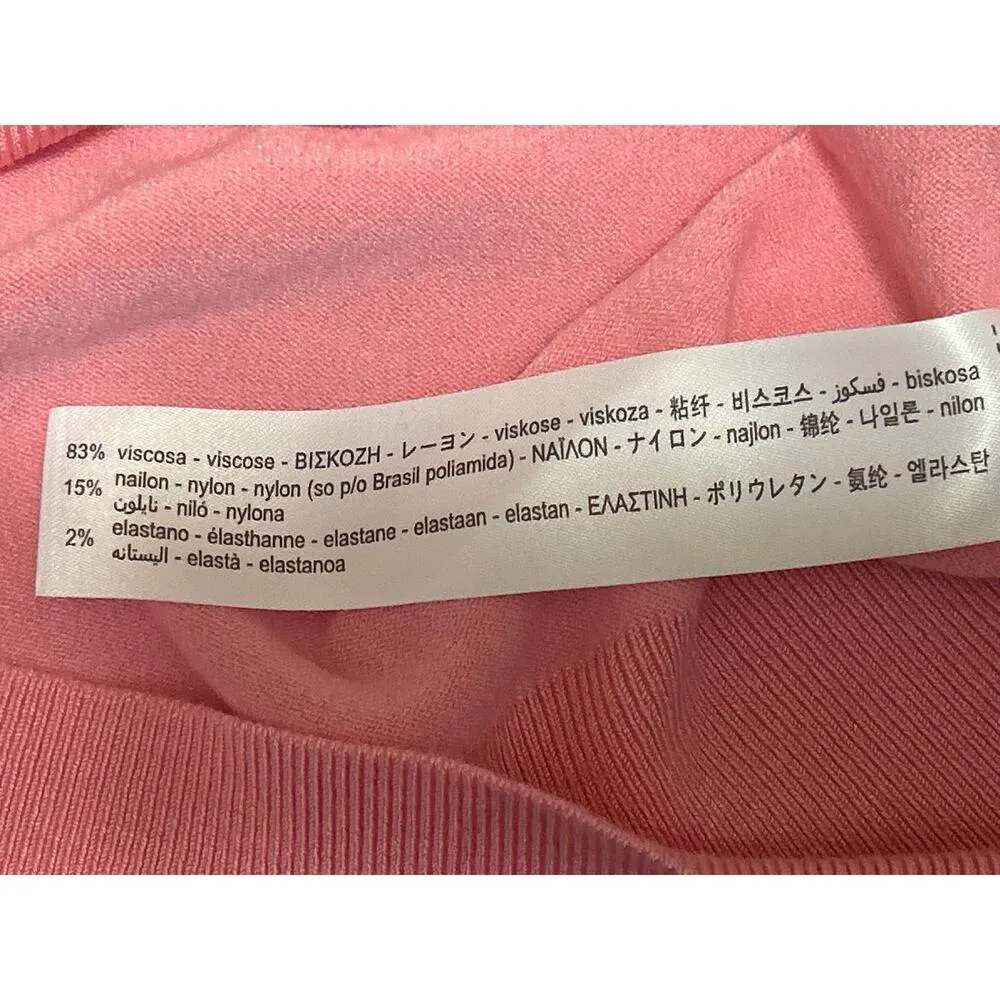 83% viscosa - viscose - ΒΙΣΚΟΖΗ - レーヨン - viskose - viskoza - 粘纤 - 비스코스 - فسكوز - biskosa
15% nailon - nylon - nylon (so p/o Brasil poliamida) - ΝΑΪΛΟΝ - ナイロン - najlon - 锦纶 - 나일론 - nilon
نايلون - niló - nylona
2% elastano - élasthanne - elastane - elastaan - elastan - ΕΛΑΣΤΙΝΗ - ポリウレタン - 氨纶 - 엘라스탄
اليستانه - elastà - elastanoa